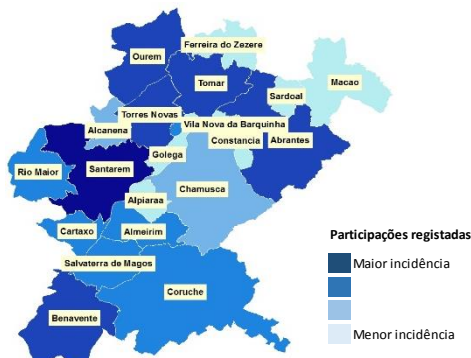 Ferreira do Zezere
Ourem
Tomar
Macao
Sardoal
Torres Novas
Vila Nova da Barquinha
Alcanena
Constancia
Abrantes
Golega
Rio Maior
Santarem
Chamusca
Alpiaraa
Cartaxo
Almeirim
Salvaterra de Magos
Coruche
Benavente
Participações registadas
Maior incidência
Menor incidência